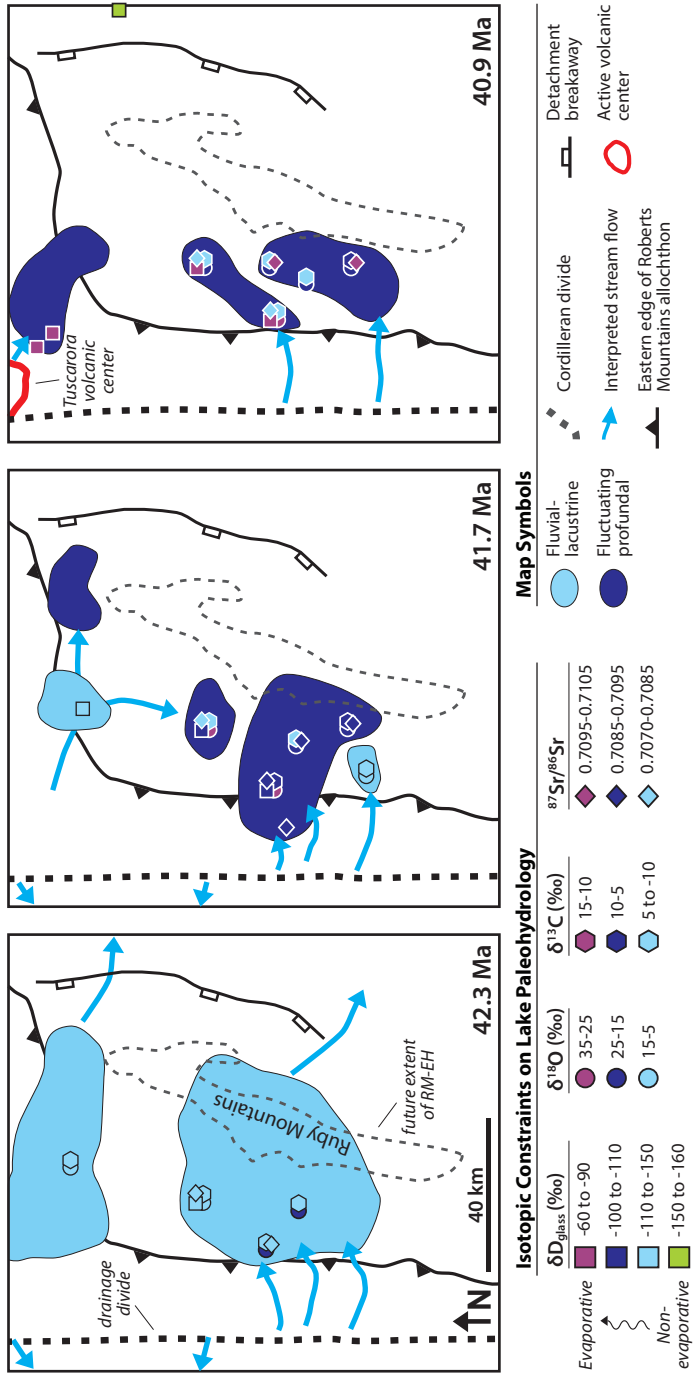 drainage
divide
Ruby Mountains
future extent
of RM-EH
N
40 km
42.3 Ma
41.7 Ma
Tuscarora
volcanic
center
40.9 Ma
Isotopic Constraints on Lake Paleohydrology
Evaporative
Non-
evaporative
δDglass (‰)
-60 to -90
-100 to -110
-110 to -150
-150 to -160
δ18O (‰)
35-25
25-15
15-5
δ13C (‰)
15-10
10-5
5 to -10
87Sr/86Sr
0.7095-0.7105
0.7085-0.7095
0.7070-0.7085
Map Symbols
Fluvial-
lacustrine
Fluctuating
profundal
Cordilleran divide
Interpreted stream flow
Eastern edge of Roberts
Mountains allochthon
Detachment
breakaway
Active volcanic
center